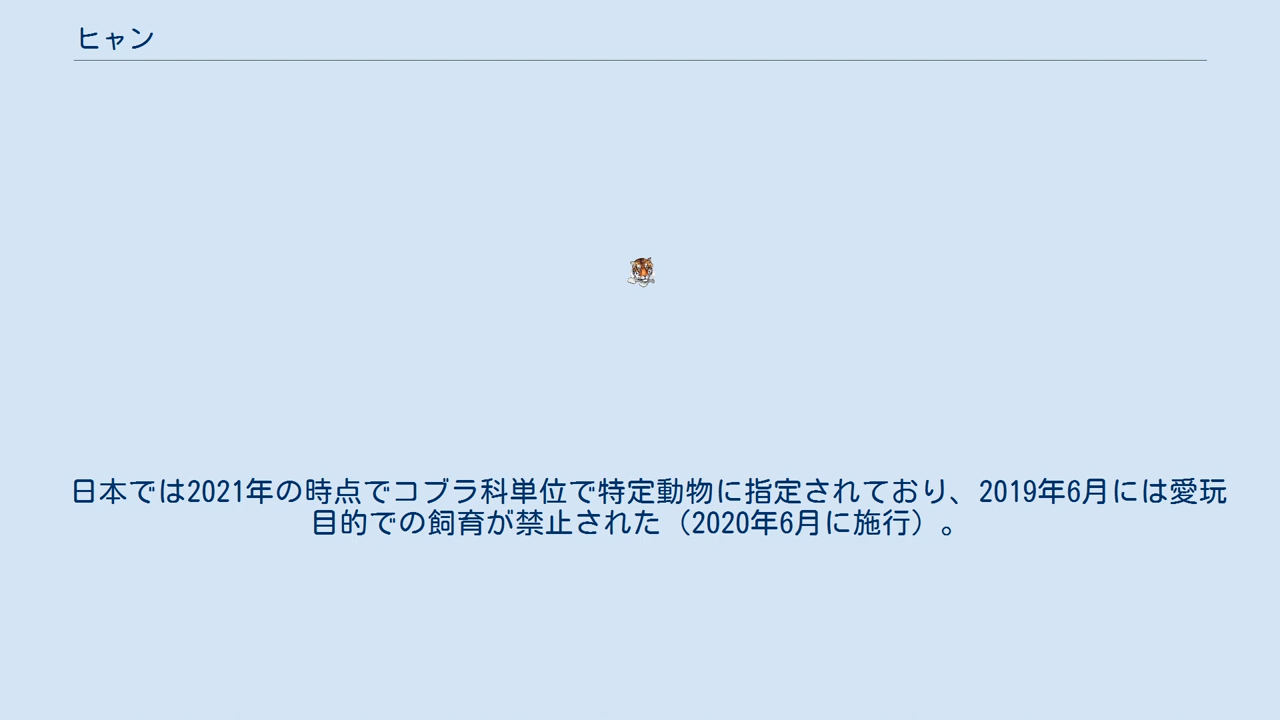 ヒャン
日本では2021年の時点でコブラ科単位で特定動物に指定されており、2019年6月には愛玩
目的での飼育が禁止された（2020年6月に施行）。